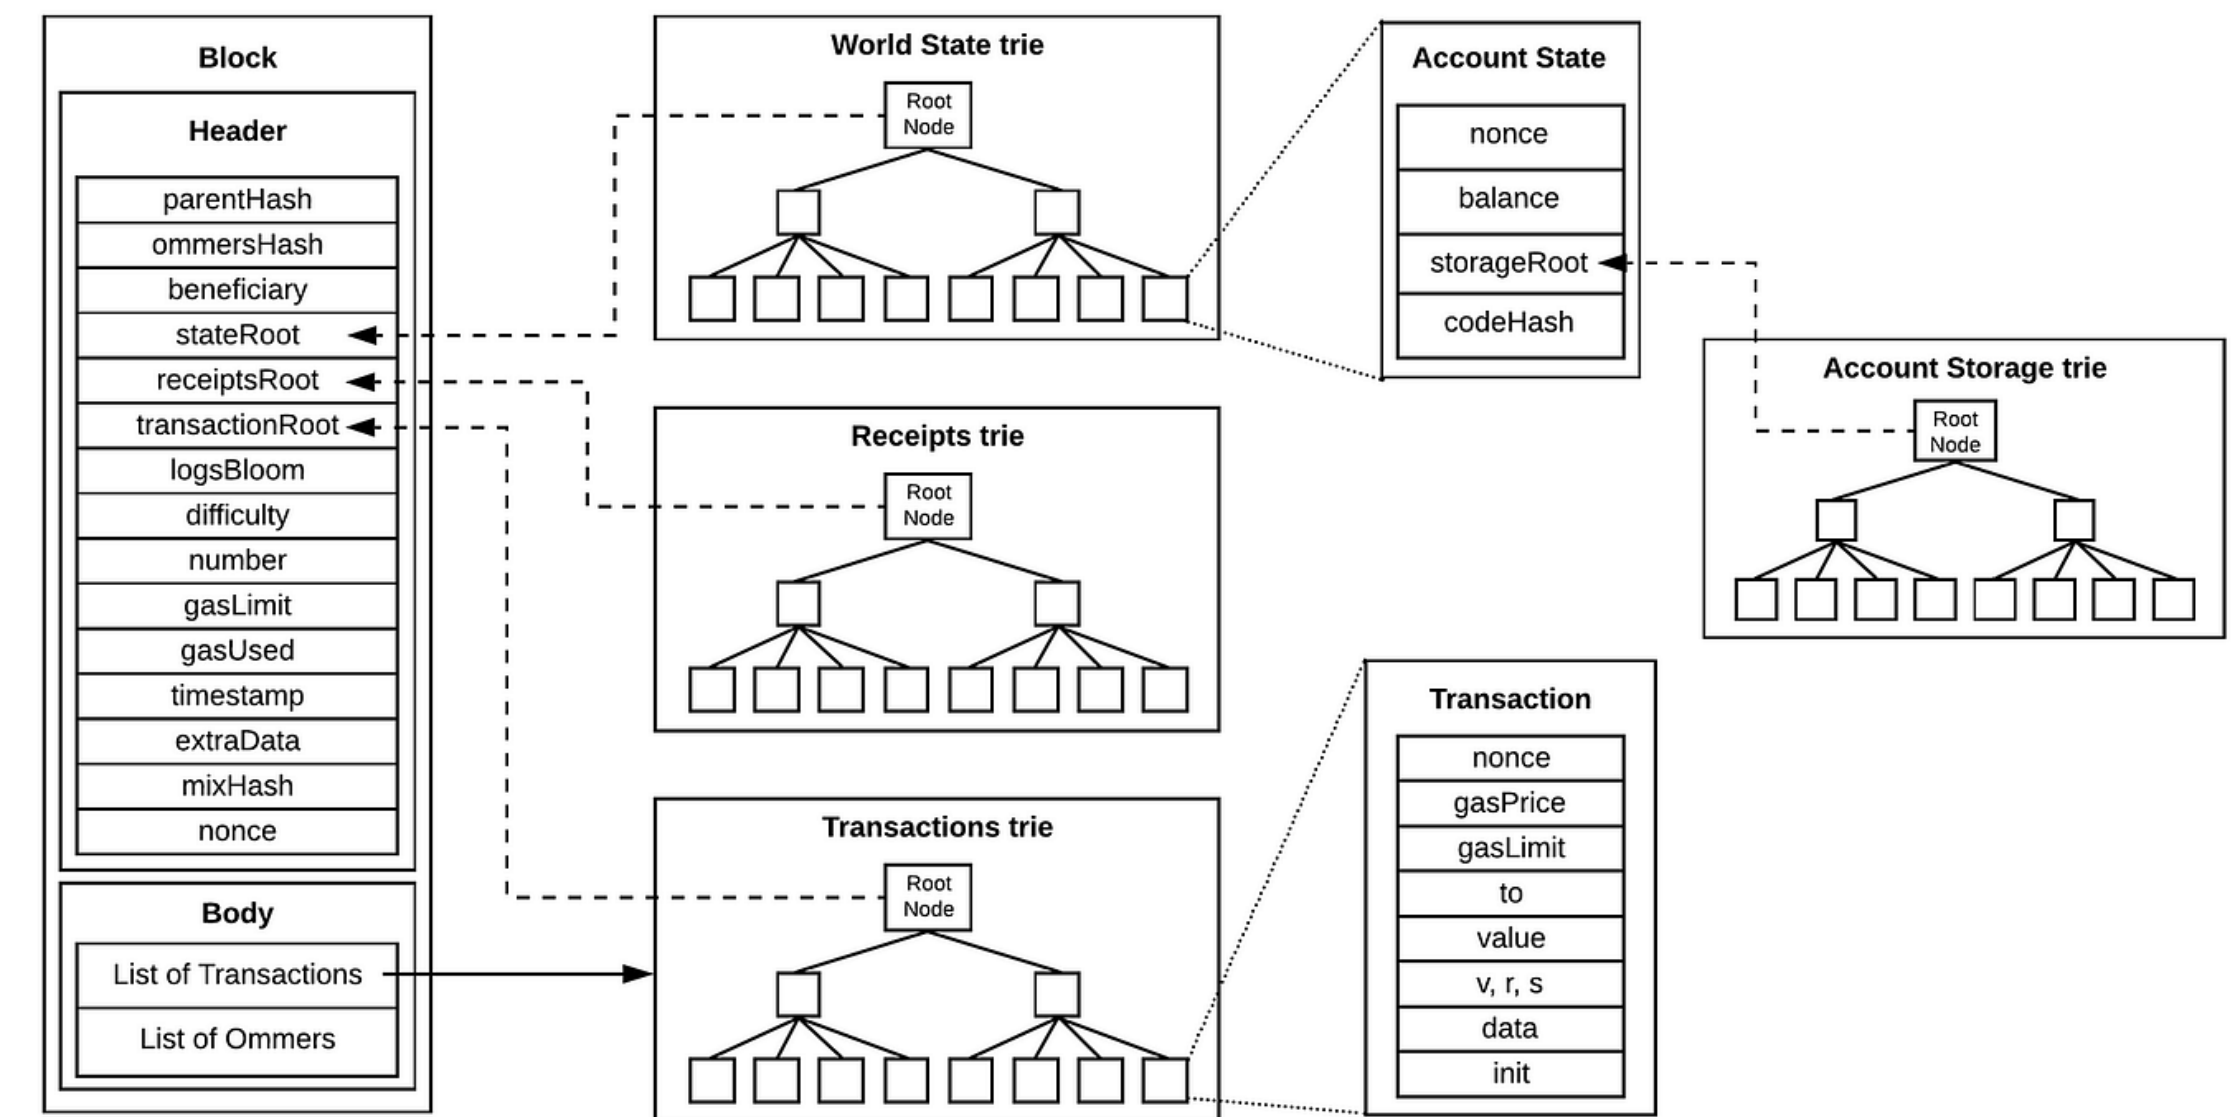 Block
Header
parentHash
ommersHash
beneficiary
stateRoot
receiptsRoot
transactionRoot
logsBloom
difficulty
number
gasLimit
gasUsed
timestamp
extraData
mixHash
nonce
Body
List of Transactions
List of Ommers
World State trie
Root
Node
Receipts trie
Root
Node
Transactions trie
Root
Node
Account State
nonce
balance
storageRoot
codeHash
Account Storage trie
Root
Node
Transaction
nonce
gasPrice
gasLimit
to
value
v, r, s
data
init